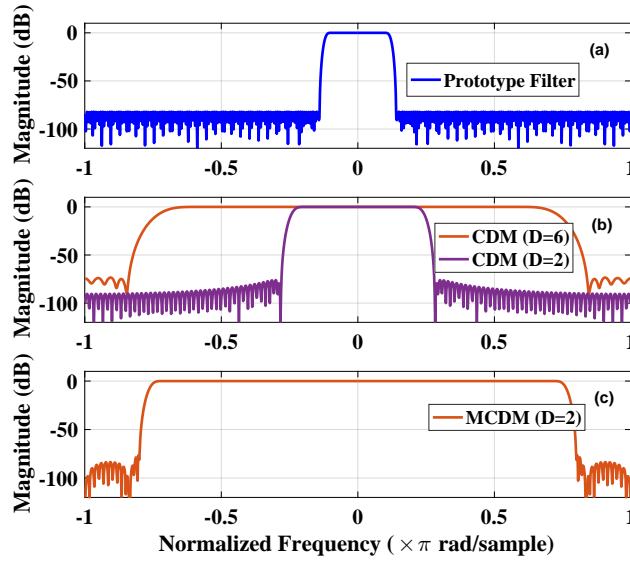 Magnitude (dB)
0
-50
-100
(a)
Prototype Filter
-1
-0.5
0
0.5
1
Magnitude (dB)
0
-50
-100
(b)
CDM (D=6)
CDM (D=2)
-1
-0.5
0
0.5
1
Magnitude (dB)
0
-50
-100
(c)
MCDM (D=2)
-1
-0.5
0
0.5
1
Normalized Frequency ( × π rad/sample)